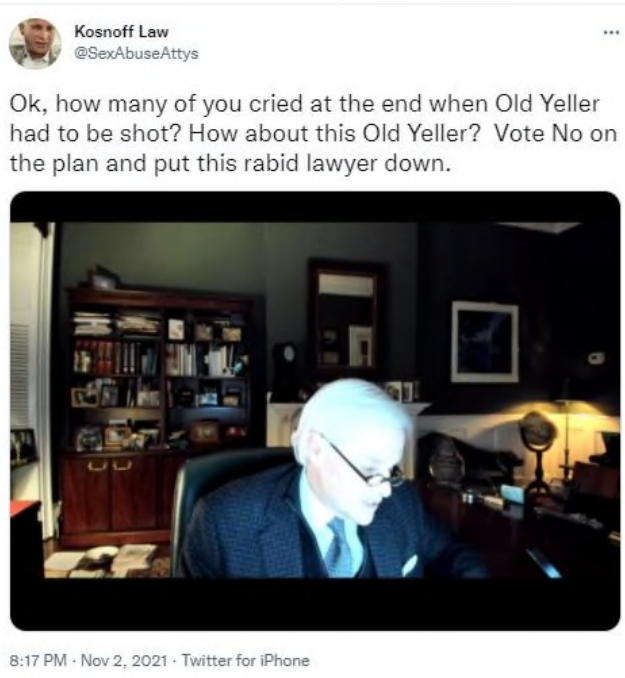 Kosnoff Law
@SexAbuseAttys
Ok, how many of you cried at the end when Old Yeller
had to be shot? How about this Old Yeller?  Vote No on
the plan and put this rabid lawyer down.
8:17 PM · Nov 2, 2021 · Twitter for iPhone